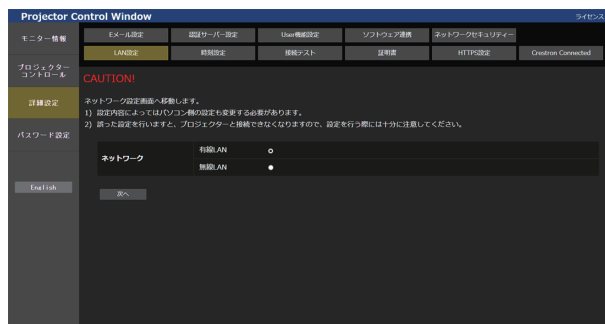 Projector Control Window
ライセンス
モニター情報
プロジェクター
コントロール
詳細設定
パスワード設定
English
Eメール設定
認証サーバー設定
User機能設定
ソフトウェア連携
ネットワークセキュリティー
LAN設定
時刻設定
接続テスト
証明書
HTTPS設定
Crestron Connected
CAUTION!
ネットワーク設定画面へ移動します。
1) 設定内容によってはパソコン側の設定も変更する必要があります。
2) 誤った設定を行いますと、プロジェクターと接続できなくなりますので、設定を行う際には十分に注意してください。
ネットワーク
有線LAN
無線LAN
次へ